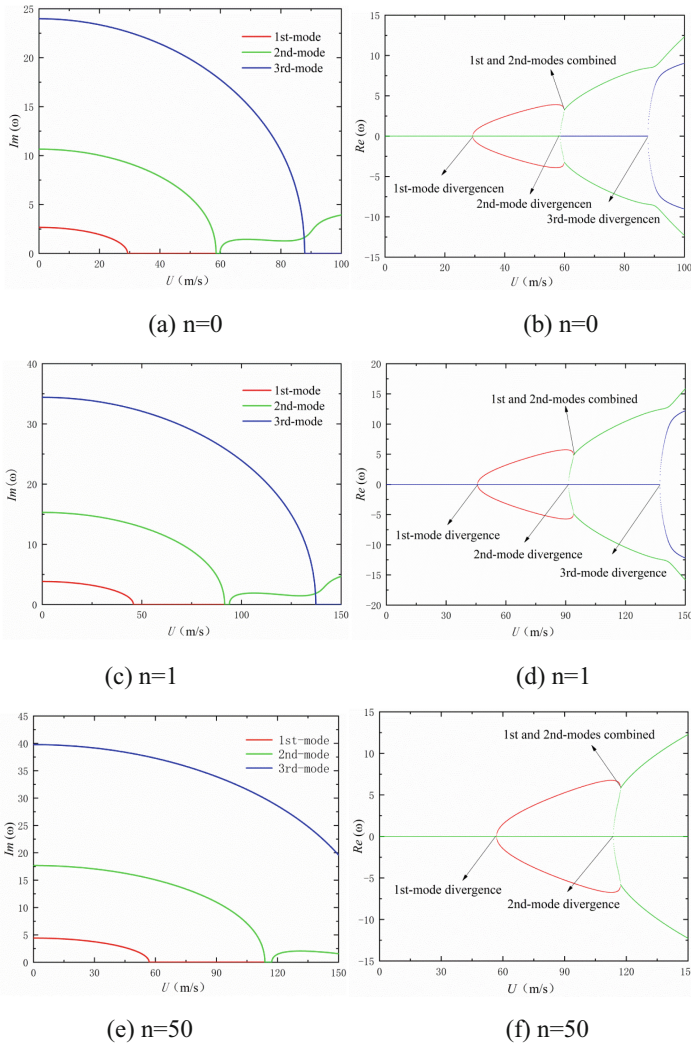 25
20
15
10
5
0
Im (ω)
1st-mode
2nd-mode
3rd-mode
0 20 40 60 80 100
U (m/s)
(a) n=0
15
10
5
0
-5
-10
-15
Re (ω)
1st and 2nd-modes combined
1st-mode divergencen
2nd-mode divergencen
3rd-mode divergencen
0 20 40 60 80 100
U (m/s)
(b) n=0
40
30
20
10
0
Im (ω)
1st-mode
2nd-mode
3rd-mode
0 50 100 150
U (m/s)
(c) n=1
20
15
10
5
0
-5
-10
-15
-20
Re (ω)
1st and 2nd-modes combined
1st-mode divergence
2nd-mode divergence
3rd-mode divergence
0 30 60 90 120 150
U (m/s)
(d) n=1
45
40
35
30
25
20
15
10
5
0
Im (ω)
1st-mode
2nd-mode
3rd-mode
0 30 60 90 120 150
U (m/s)
(e) n=50
15
10
5
0
-5
-10
-15
Re (ω)
1st and 2nd-modes combined
1st-mode divergence
2nd-mode divergence
0 30 60 90 120 150
U (m/s)
(f) n=50